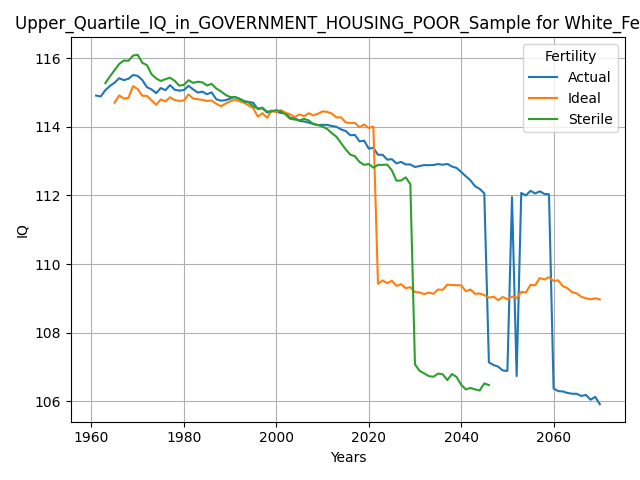 Upper_Quartile_IQ_in_GOVERNMENT_HOUSING_POOR_Sample for White_Fe
Fertility
Actual
Ideal
Sterile
IQ
116
114
112
110
108
106
1960
1980
2000
2020
2040
2060
Years